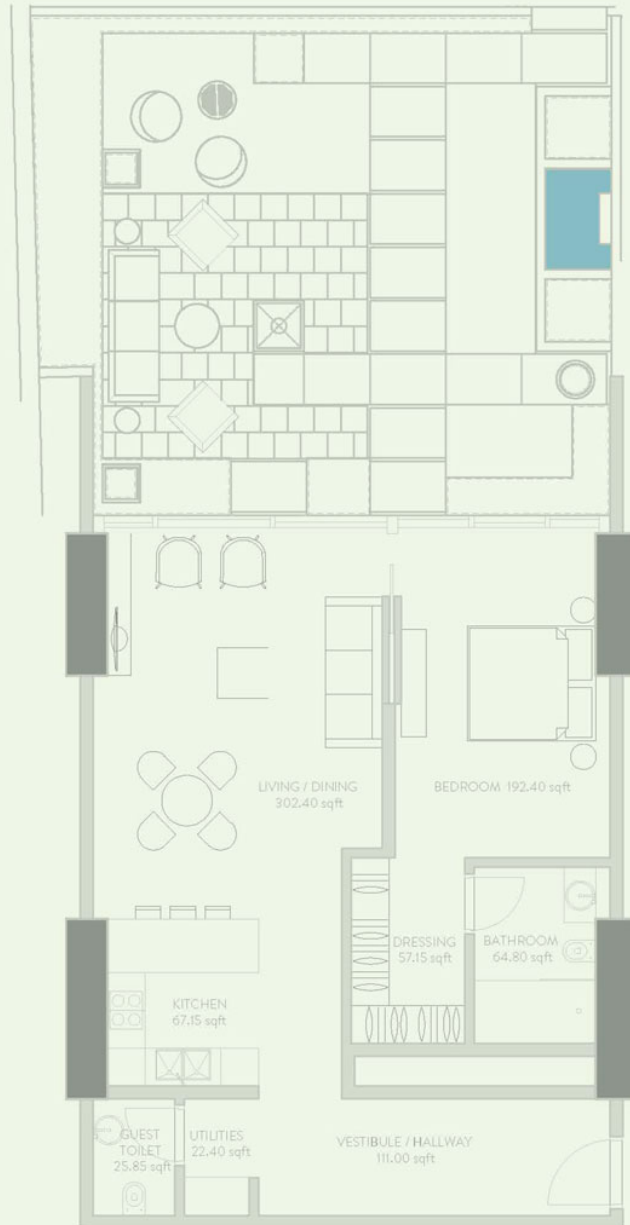 LIVING / DINING
302.40 sqft
BEDROOM 192.40 sqft
DRESSING
57.15 sqft
BATHROOM
64.80 sqft
KITCHEN
67.15 sqft
GUEST
TOILET
25.85 sqft
UTILITIES
22.40 sqft
VESTIBULE / HALLWAY
111.00 sqft